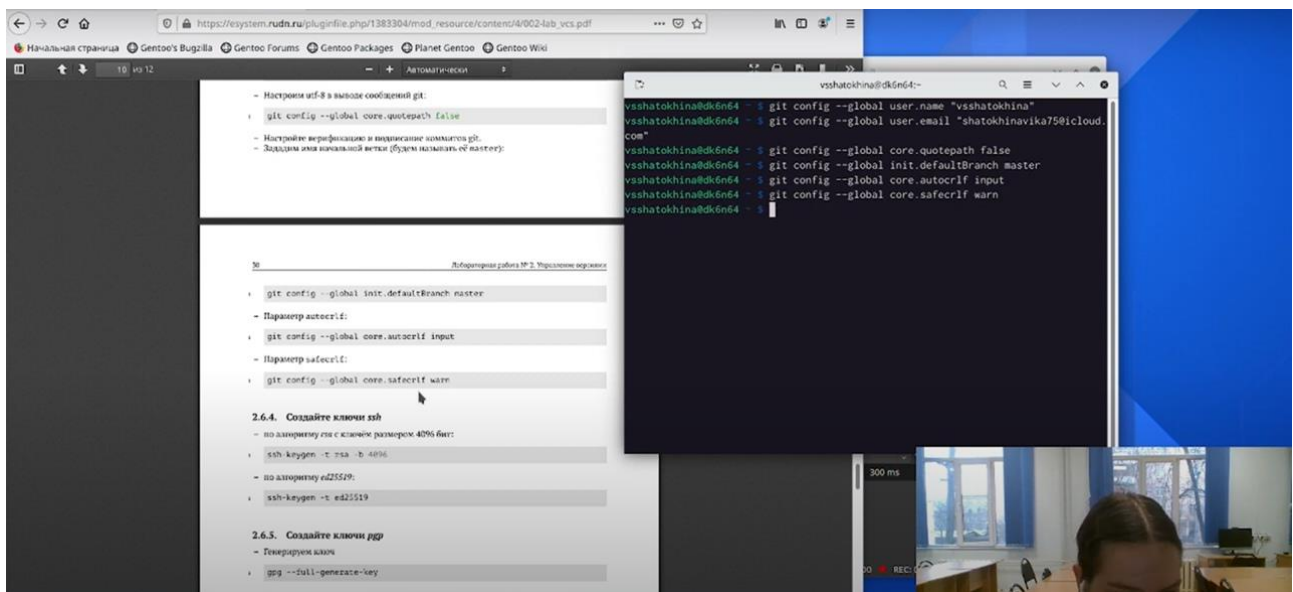 https://esystem.rudn.ru/pluginfile.php/1383304/mod_resource/content/4/002-lab_vcs.pdf
Начальная страница Gentoo's Bugzilla Gentoo Forums Gentoo Packages Planet Gentoo Gentoo Wiki
10 из 12
Автоматически
– Настроим utf-8 в выводе сообщений git:
1 git config --global core.quotepath false
– Настройте верификацию и подписание коммитов git.
– Зададим имя начальной ветки (будем называть её master):
50 Лабораторная работа № 2. Управление версиями
1 git config --global init.defaultBranch master
– Параметр autocrlf:
1 git config --global core.autocrlf input
– Параметр safecrlf:
1 git config --global core.safecrlf warn
2.6.4. Создайте ключи ssh
– по алгоритму rsa с ключём размером 4096 бит:
1 ssh-keygen -t rsa -b 4096
– по алгоритму ed25519:
1 ssh-keygen -t ed25519
2.6.5. Создайте ключи pgp
– Генерируем ключ
1 gpg --full-generate-key
vsshatokhina@dk6n64:~
vsshatokhina@dk6n64 ~ $ git config --global user.name "vsshatokhina"
vsshatokhina@dk6n64 ~ $ git config --global user.email "shatokhinavika750icloud.
com"
vsshatokhina@dk6n64 ~ $ git config --global core.quotepath false
vsshatokhina@dk6n64 ~ $ git config --global init.defaultBranch master
vsshatokhina@dk6n64 ~ $ git config --global core.autocrlf input
vsshatokhina@dk6n64 ~ $ git config --global core.safecrlf warn
vsshatokhina@dk6n64 ~ $
300 ms
REC: